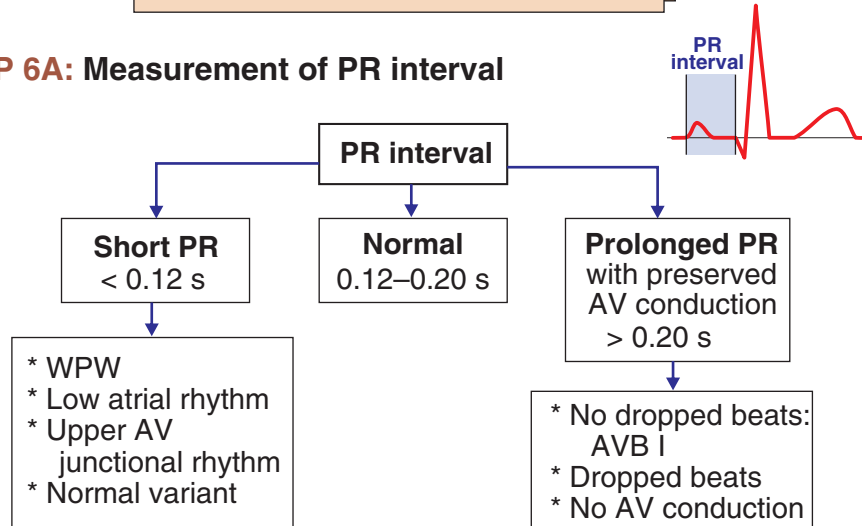 P 6A: Measurement of PR interval
PR
interval
PR interval
Short PR
< 0.12 s
Normal
0.12–0.20 s
Prolonged PR
with preserved
AV conduction
> 0.20 s
* WPW
* Low atrial rhythm
* Upper AV
junctional rhythm
* Normal variant
* No dropped beats:
AVB I
* Dropped beats
* No AV conduction